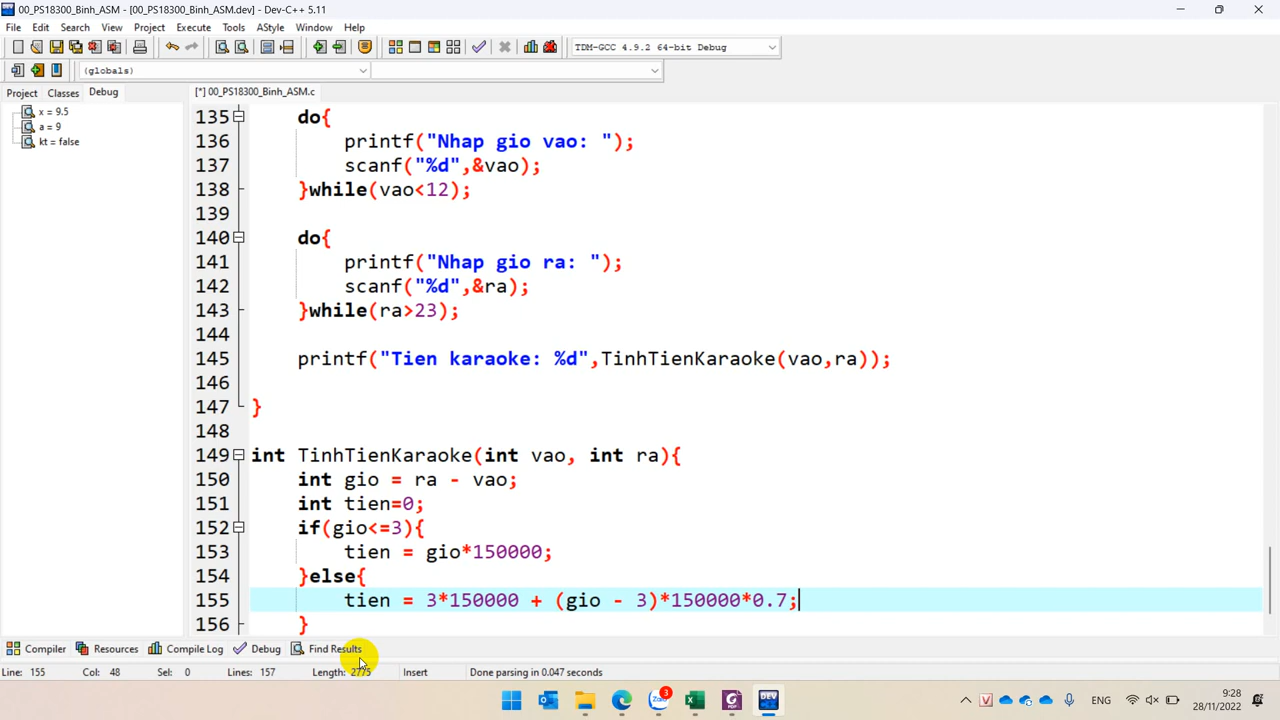 00_PS18300_Binh_ASM - [00_PS18300_Binh_ASM.dev] - Dev-C++ 5.11
File Edit Search View Project Execute Tools AStyle Window Help
TDM-GCC 4.9.2 64-bit Debug
(globals)
Project Classes Debug
[*] 00_PS18300_Binh_ASM.c
x = 9.5
a = 9
kt = false
135 do{
136 printf("Nhap gio vao: ");
137 scanf("%d",&vao);
138 }while(vao<12);
139
140 do{
141 printf("Nhap gio ra: ");
142 scanf("%d",&ra);
143 }while(ra>23);
144
145 printf("Tien karaoke: %d",TinhTienKaraoke(vao,ra));
146
147 }
148
149 int TinhTienKaraoke(int vao, int ra){
150 int gio = ra - vao;
151 int tien=0;
152 if(gio<=3){
153 tien = gio*150000;
154 }else{
155 tien = 3*150000 + (gio - 3)*150000*0.7;
156 }
Compiler Resources Compile Log Debug Find Results
Line: 155 Col: 48 Sel: 0 Lines: 157 Length: 2775 Insert Done parsing in 0.047 seconds
3
PDF
DEV
V
ENG
9:28
28/11/2022